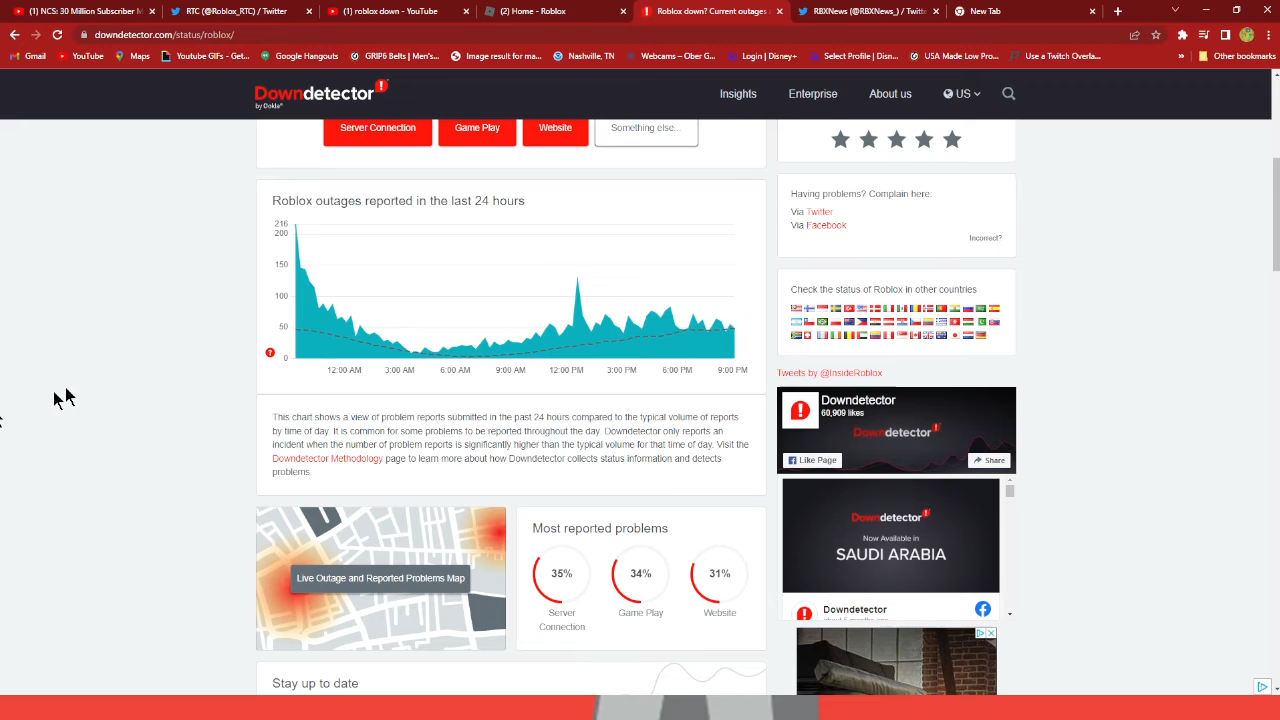 (1) NCS: 30 Million Subscriber M
RTC (@Roblox_RTC) / Twitter
(1) roblox down - YouTube
(2) Home - Roblox
Roblox down? Current outages
RBXNews (@RBXNews_) / Twitter
New Tab
downdetector.com/status/roblox/
Gmail
YouTube
Maps
Youtube GIFs - Get...
Google Hangouts
GRIP6 Belts | Men's...
Image result for ma...
Nashville, TN
Webcams – Ober G...
Login | Disney+
Select Profile | Disn...
USA Made Low Pro...
Use a Twitch Overla...
Other bookmarks
Downdetector
by Ookla
Insights
Enterprise
About us
US
Server Connection
Game Play
Website
Something else...
Roblox outages reported in the last 24 hours
216
200
150
100
50
0
12:00 AM
3:00 AM
6:00 AM
9:00 AM
12:00 PM
3:00 PM
6:00 PM
9:00 PM
This chart shows a view of problem reports submitted in the past 24 hours compared to the typical volume of reports
by time of day. It is common for some problems to be reported throughout the day. Downdetector only reports an
incident when the number of problem reports is significantly higher than the typical volume for that time of day. Visit the
Downdetector Methodology page to learn more about how Downdetector collects status information and detects
problems.
Live Outage and Reported Problems Map
Most reported problems
35%
34%
31%
Server
Connection
Game Play
Website
Stay up to date
Having problems? Complain here:
Via Twitter
Via Facebook
Incorrect?
Check the status of Roblox in other countries
Tweets by @InsideRoblox
Downdetector
60,909 likes
Downdetector
Like Page
Share
Downdetector
Now Available in
SAUDI ARABIA
Downdetector